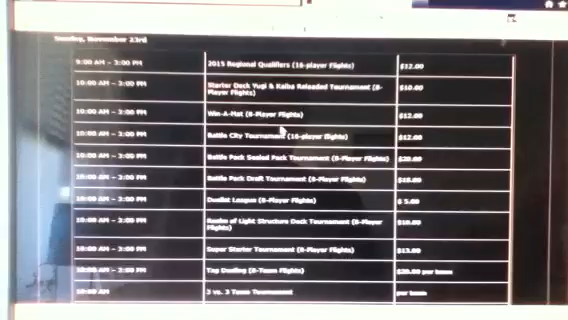 Sunday, November 23rd
9:00 AM - 3:00 PM 2015 Regional Qualifiers (16-player Flights) $12.00
10:00 AM - 3:00 PM Starter Deck Yugi & Kaiba Reloaded Tournament (8- $10.00
Player Flights)
10:00 AM - 3:00 PM Win-A-Mat (8-Player Flights) $12.00
10:00 AM - 3:00 PM Battle City Tournament (16-player flights) $12.00
10:00 AM - 3:00 PM Battle Pack Sealed Pack Tournament (8-Player Flights) $20.00
10:00 AM - 3:00 PM Battle Pack Draft Tournament (8-Player Flights)
10:00 AM - 3:00 PM Duelist League (8-Player Flights) $ 5.00
10:00 AM - 3:00 PM Realm of Light Structure Deck Tournament (8-Player
Flights)
10:00 AM - 3:00 PM Super Starter Tournament (8-Player Flights) $13.00
10:00 AM - 2:00 PM Tag Dueling (8-Team Flights) $20.00 per team
10:00 AM 3 vs. 3 Team Tournament per team